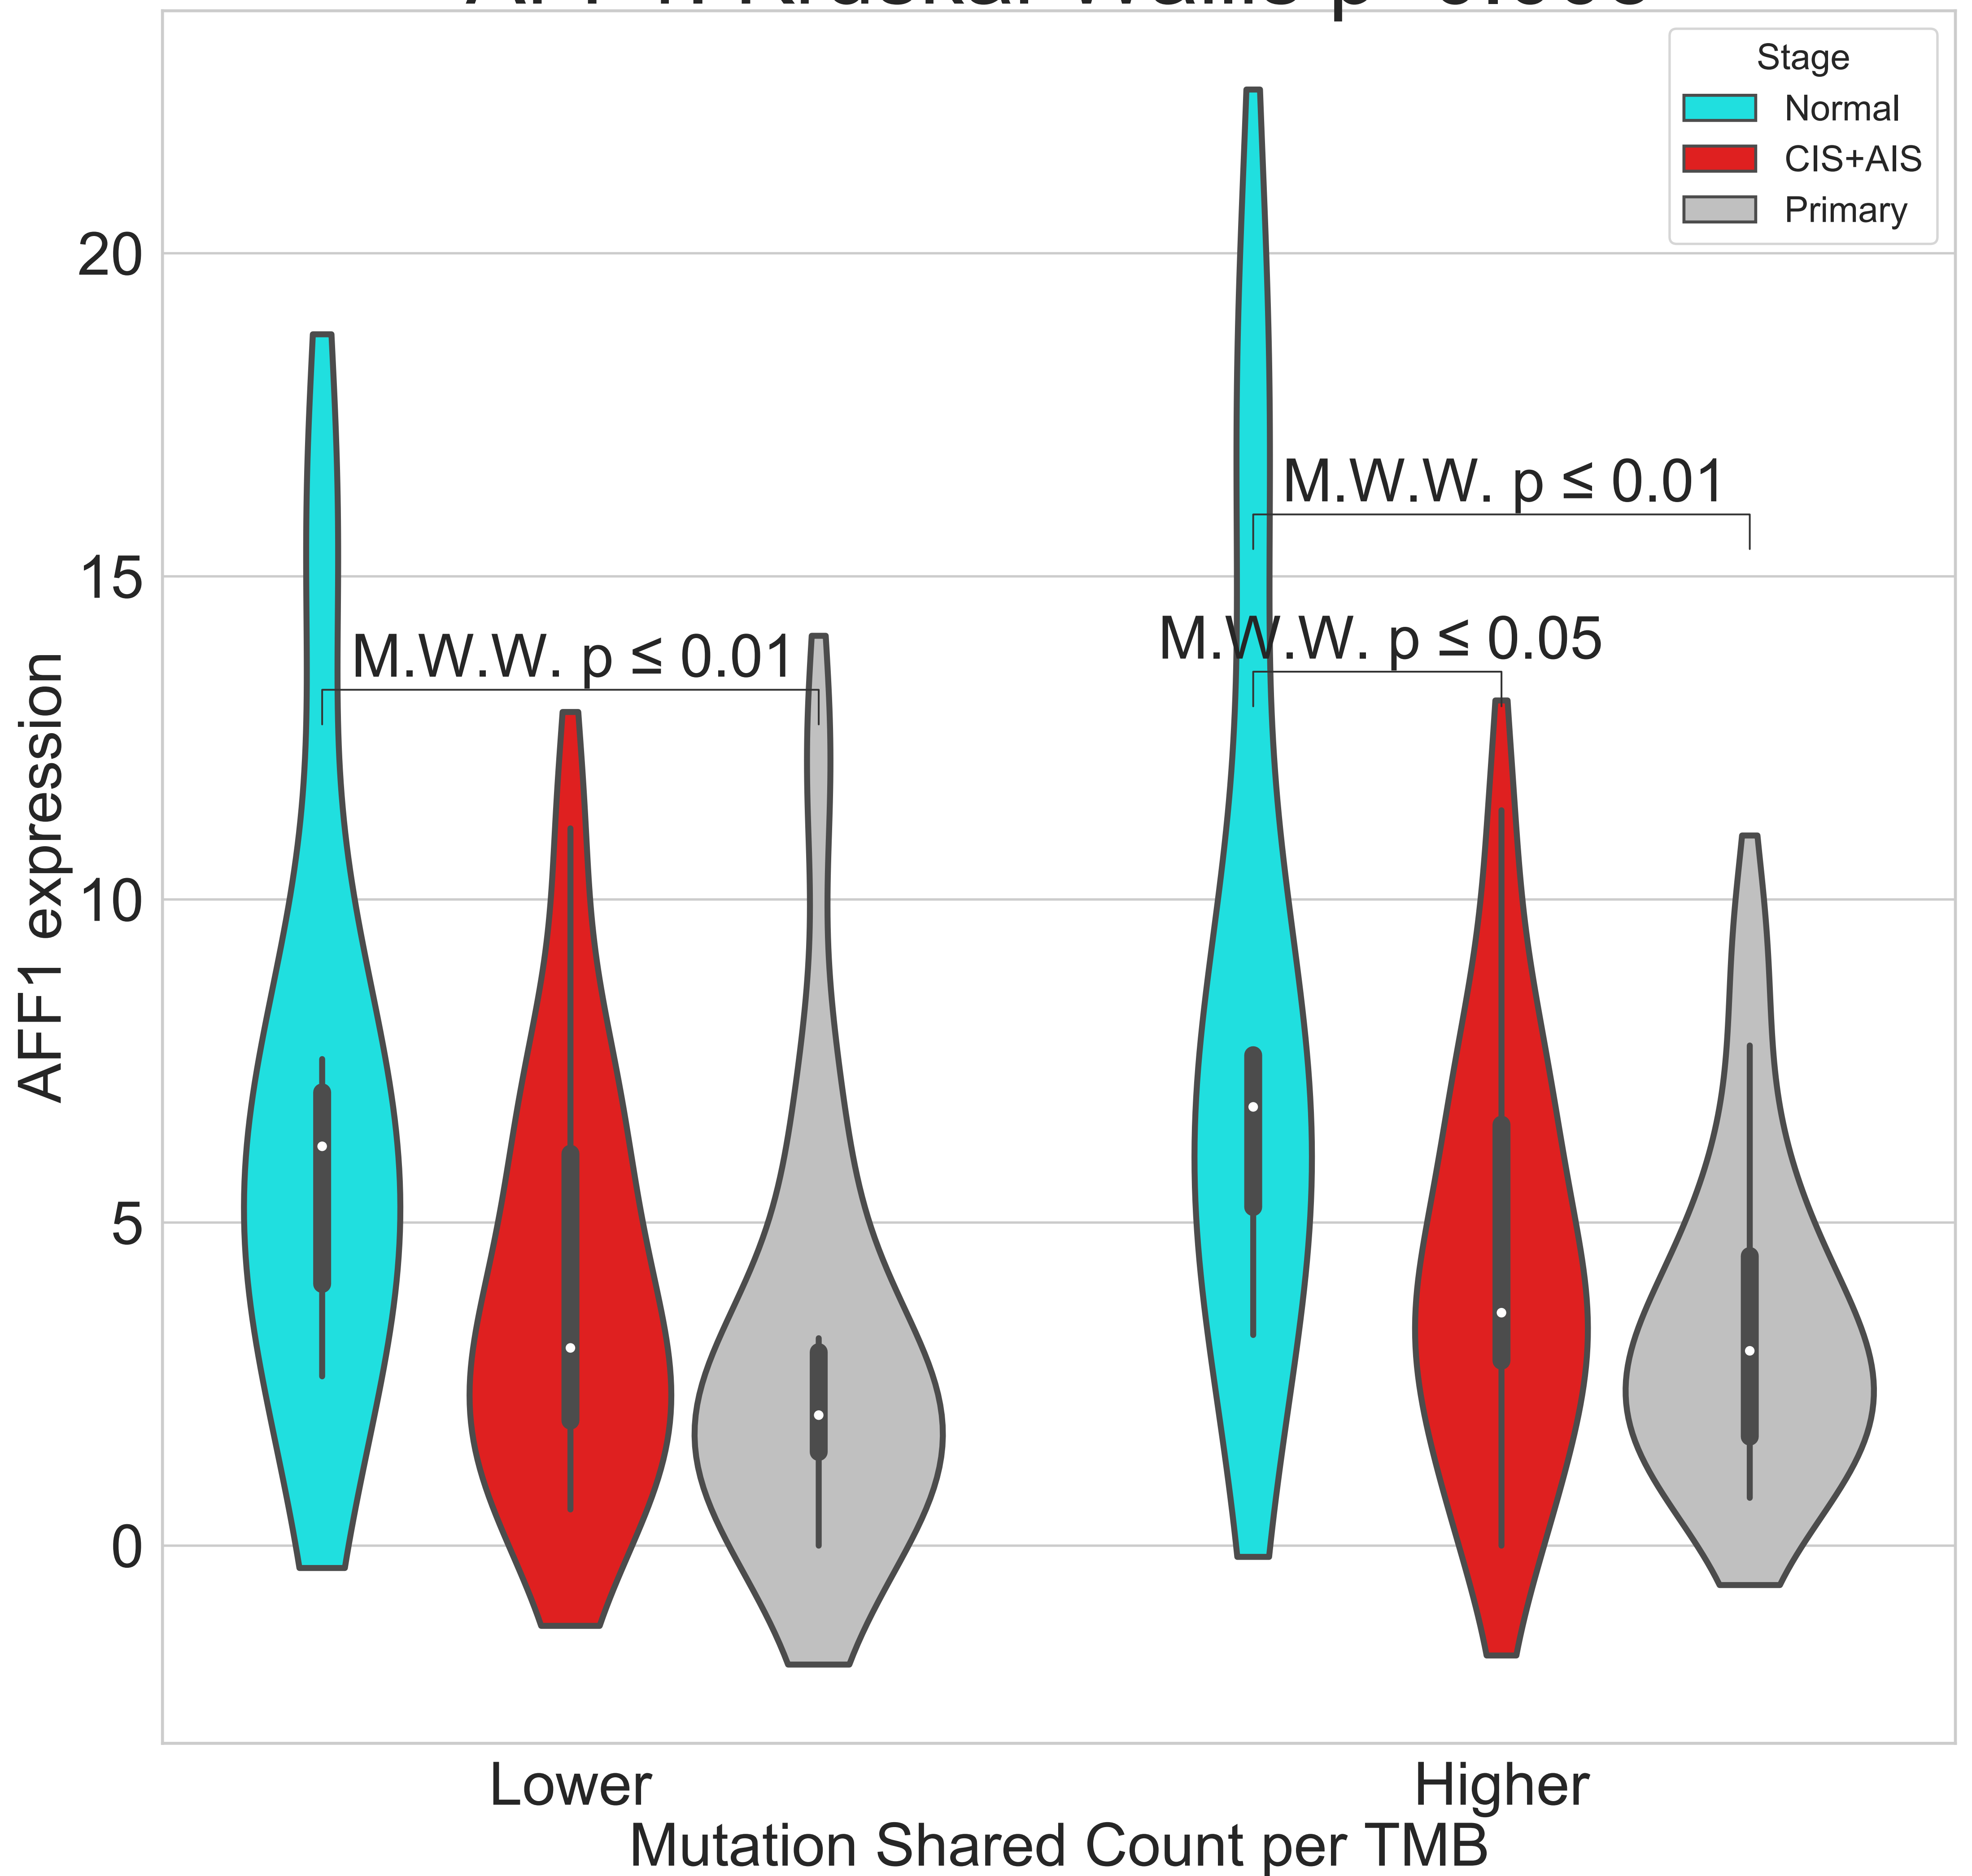 Stage
Normal
CIS+AIS
Primary
20
15
10
5
0
AFF1 expression
M.W.W. p ≤ 0.01
M.W.W. p ≤ 0.01
M.W.W. p ≤ 0.05
Lower
Higher
Mutation Shared Count per TMB